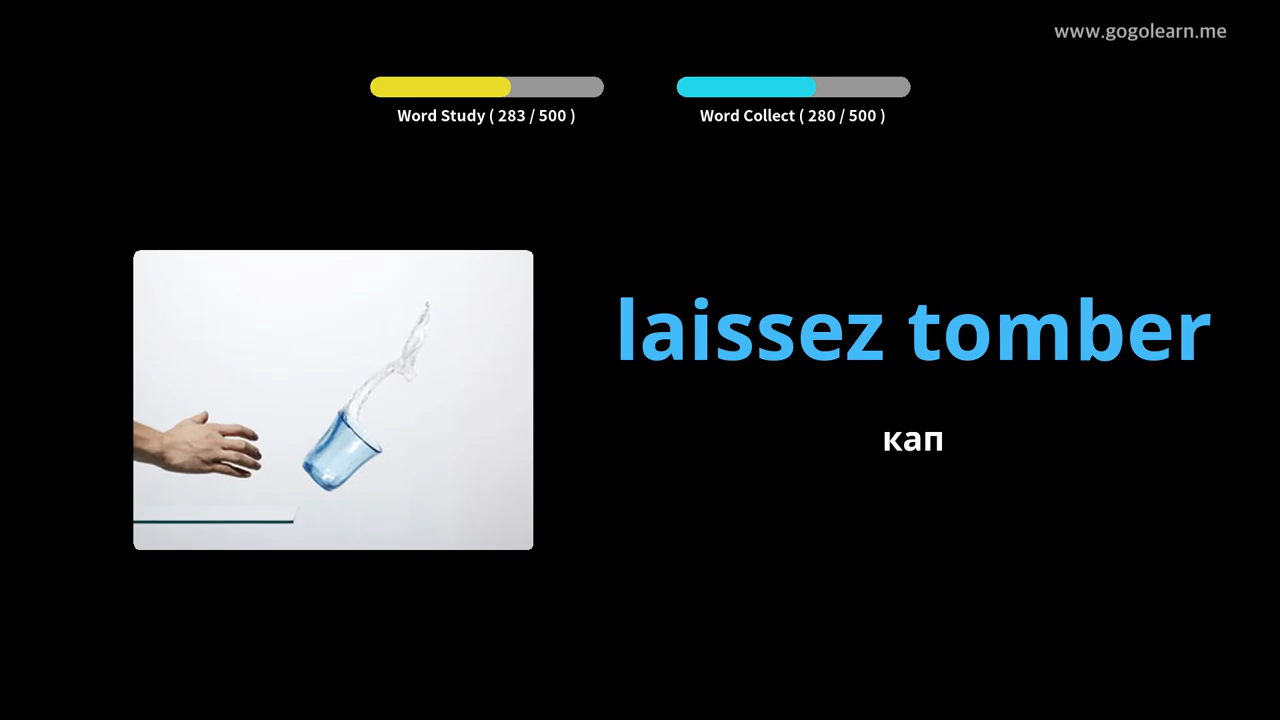 www.gogolearn.me
Word Study ( 283 / 500 )
Word Collect ( 280 / 500 )
laissez tomber
кап